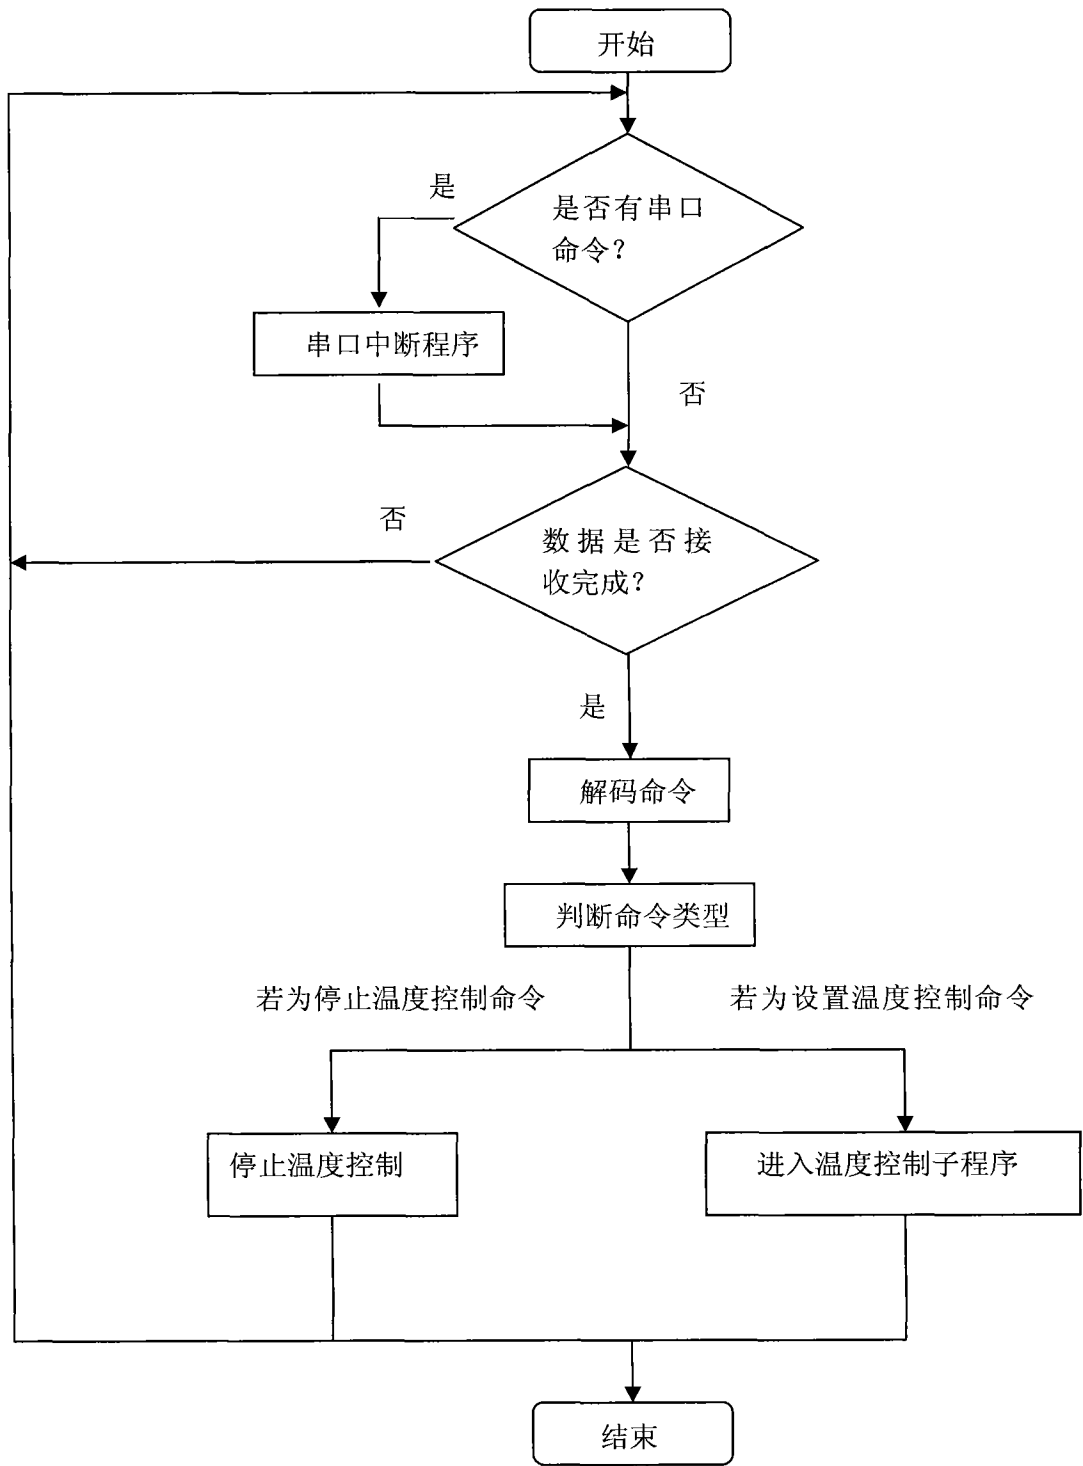 开始
是
是否有串口
命令？
串口中断程序
否
否
数据是否接
收完成？
是
解码命令
判断命令类型
若为停止温度控制命令
若为设置温度控制命令
停止温度控制
进入温度控制子程序
结束